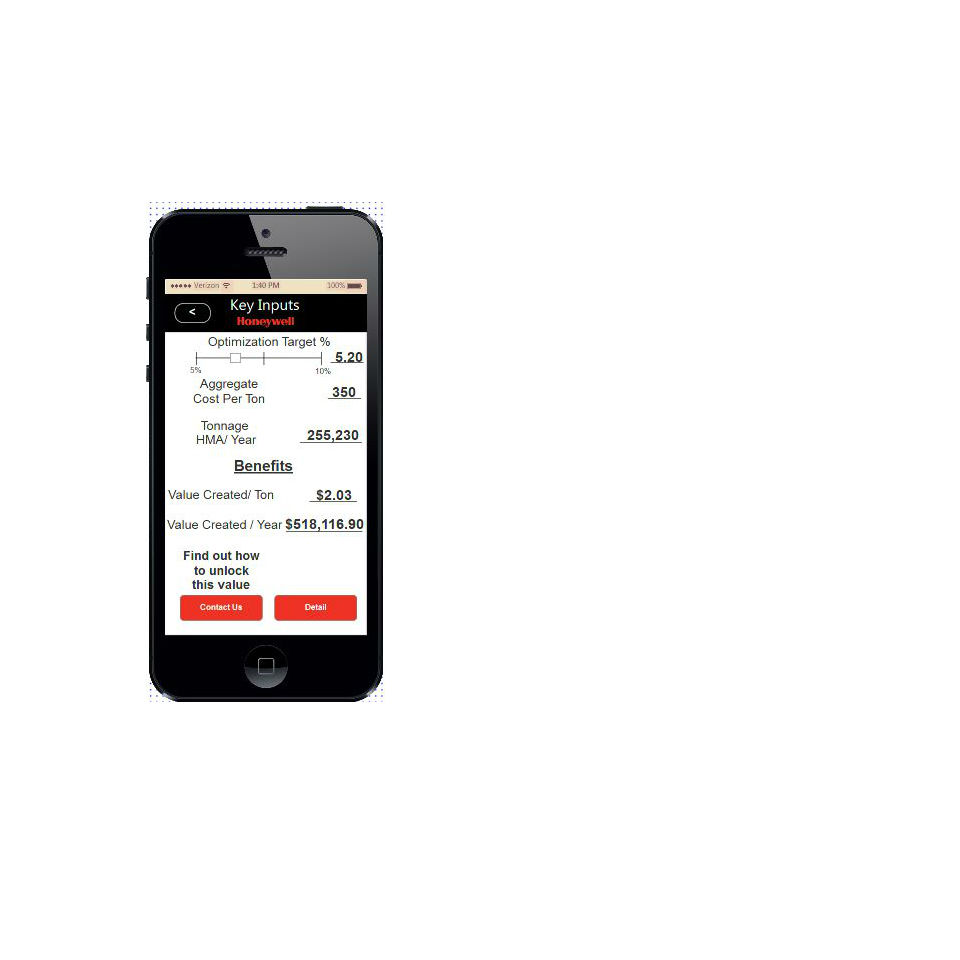 Verizon 1:40 PM 100%
< Key Inputs
Honeywell
Optimization Target %
5.20
5% 10%
Aggregate
Cost Per Ton 350
Tonnage
HMA/ Year 255,230
Benefits
Value Created/ Ton $2.03
Value Created / Year $518,116.90
Find out how
to unlock
this value
Contact Us Detail